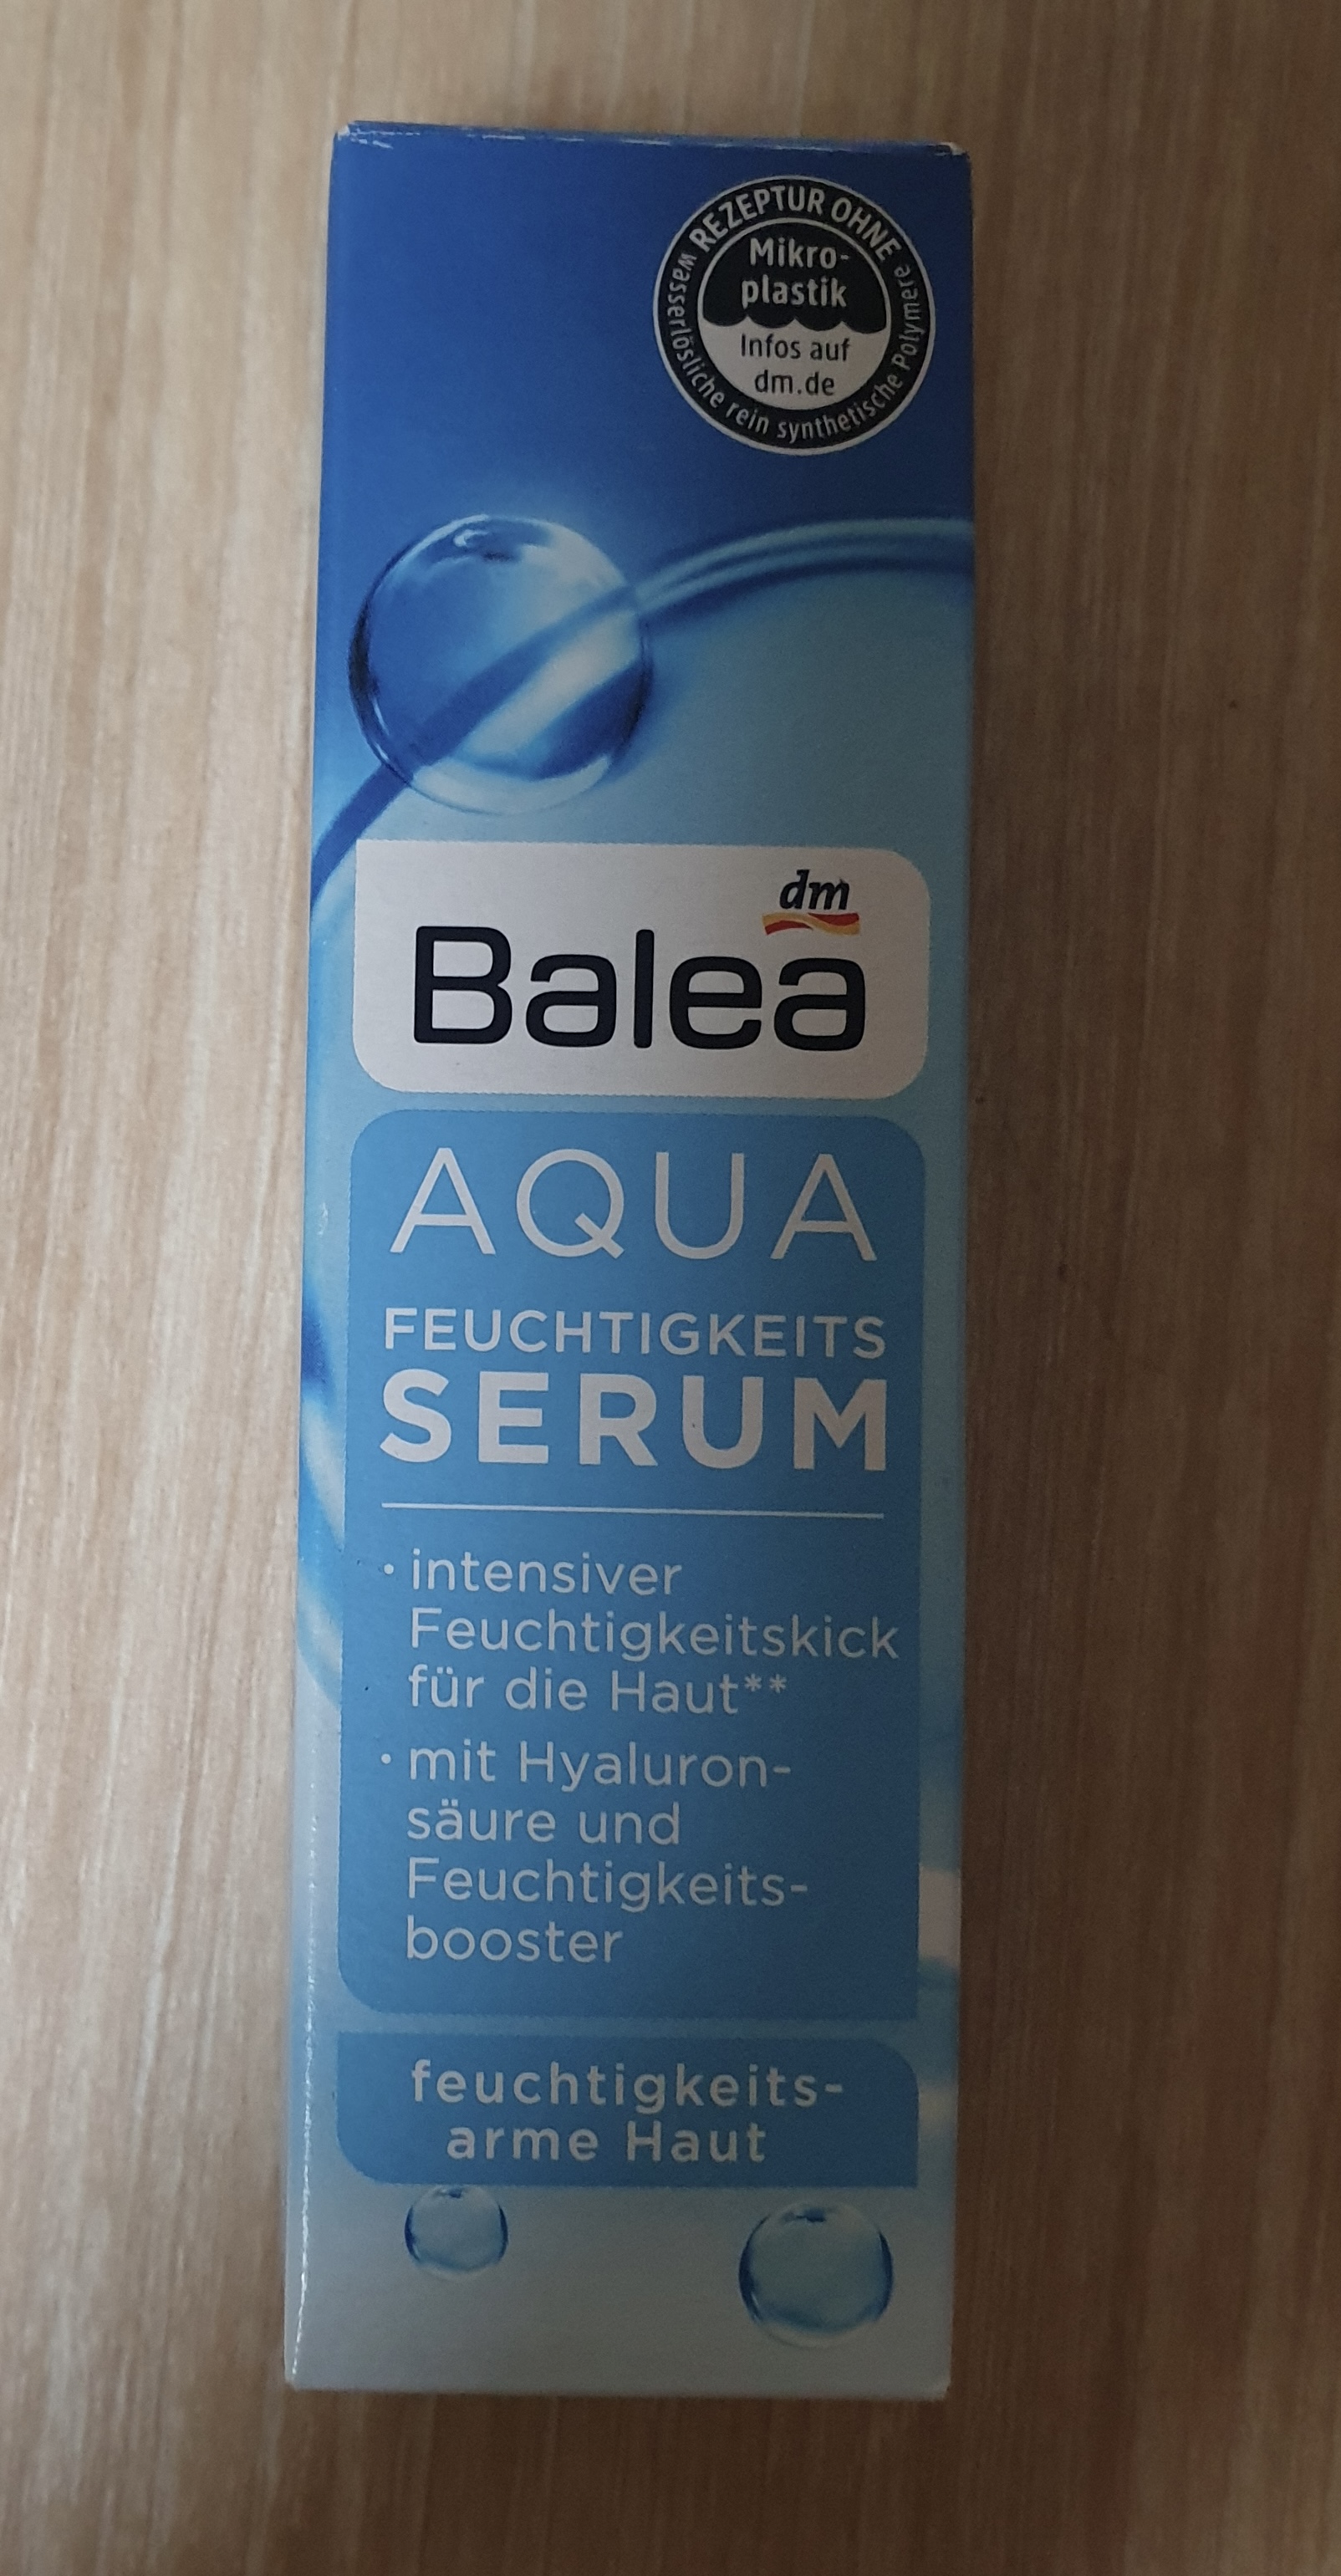 REZEPTUR OHNE
Mikro-
plastik
Infos auf
dm.de
wasserlösliche rein synthetische Polymere
dm
Balea
AQUA
FEUCHTIGKEITS
SERUM
• intensiver
Feuchtigkeitskick
für die Haut**
• mit Hyaluron-
säure und
Feuchtigkeits-
booster
feuchtigkeits-
arme Haut